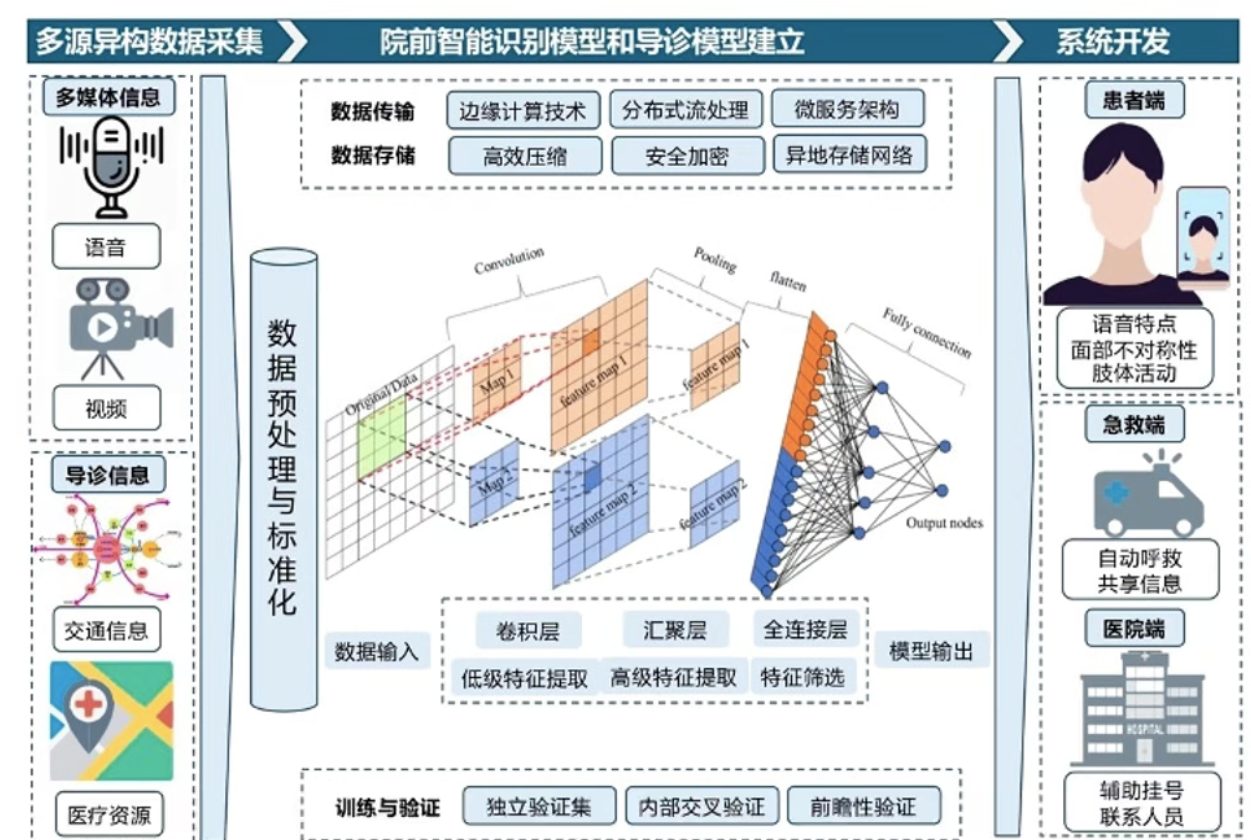 多源异构数据采集
院前智能识别模型和导诊模型建立
系统开发
多媒体信息
语音
视频
导诊信息
交通信息
医疗资源
数据传输
边缘计算技术
分布式流处理
微服务架构
数据存储
高效压缩
安全加密
异地存储网络
数据预处理与标准化
Convolution
Pooling
flatten
Fully connection
Original Data
Map 1
feature map 1
feature map 1
Map 2
feature map 2
feature map 2
Output nodes
数据输入
卷积层
汇聚层
全连接层
低级特征提取
高级特征提取
特征筛选
模型输出
训练与验证
独立验证集
内部交叉验证
前瞻性验证
患者端
语音特点
面部不对称性
肢体活动
急救端
自动呼救
共享信息
医院端
HOSPITAL
辅助挂号
联系人员